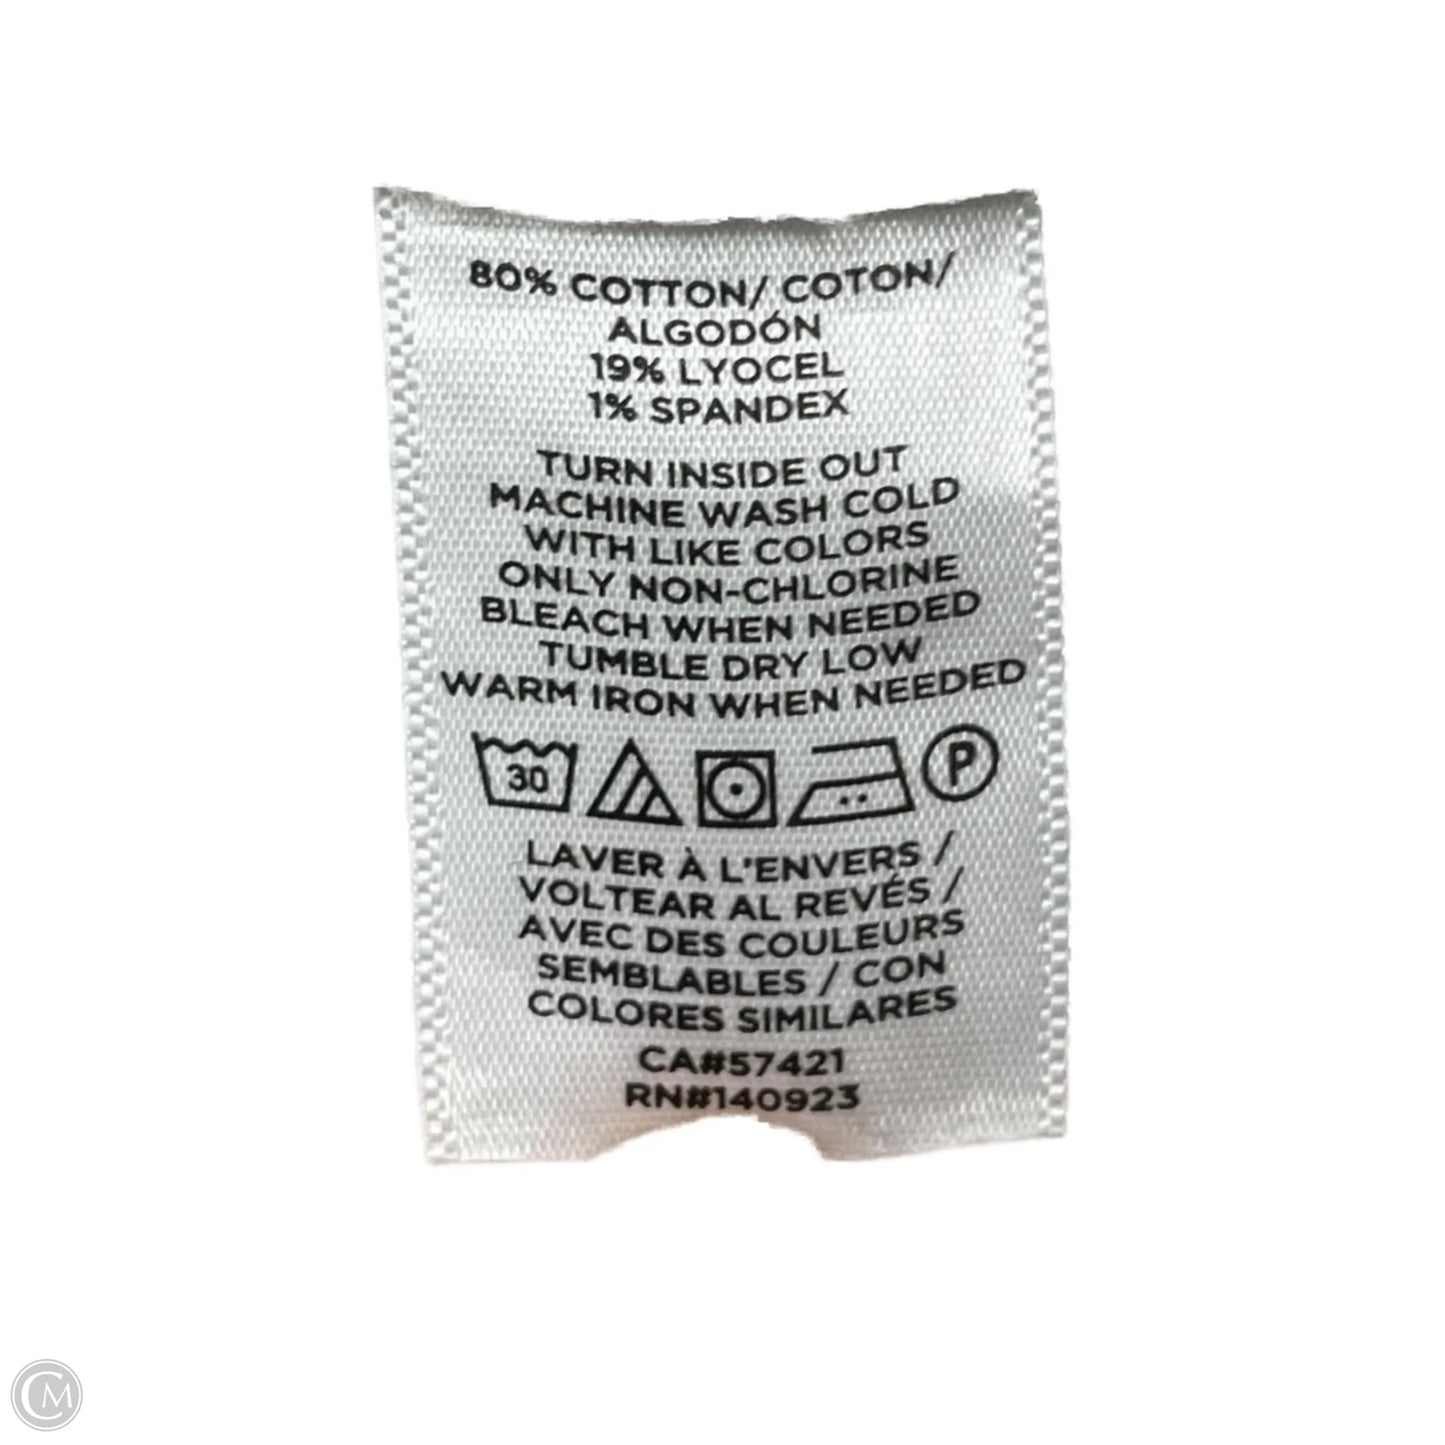 80% COTTON/ COTON/
ALGODÓN
19% LYOCEL
1% SPANDEX
TURN INSIDE OUT
MACHINE WASH COLD
WITH LIKE COLORS
ONLY NON-CHLORINE
BLEACH WHEN NEEDED
TUMBLE DRY LOW
WARM IRON WHEN NEEDED
30 P
LAVER À L'ENVERS /
VOLTEAR AL REVÉS /
AVEC DES COULEURS
SEMBLABLES / CON
COLORES SIMILARES
CA#57421
RN#140923
CM